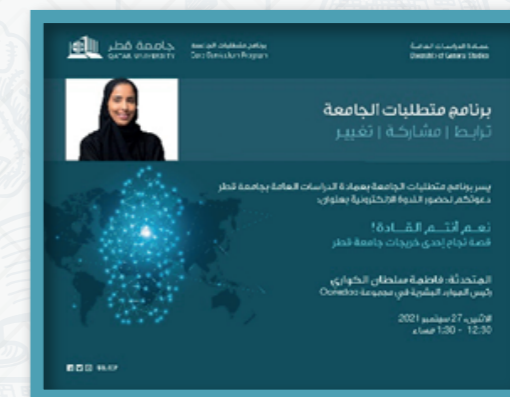 جامعة قطر
QATAR UNIVERSITY
برنامج متطلبات الجامعة
Core Curriculum Program
عمادة الدراسات العامة
Deanship of General Studies
برنامج متطلبات الجامعة
ترابط | مشاركة | تغيير
يسر برنامج متطلبات الجامعة بعمادة الدراسات العامة بجامعة قطر
دعوتكم لحضور الندوة الإلكترونية بعنوان:
نعـم أنتــم القــادة!
قصة نجاح إحدى خريجات جامعة قطر
المتحدثة: فاطمة سلطان الكواري
رئيس الموارد البشرية في مجموعة Ooredoo
الاثنين، 27 سبتمبر 2021
12:30 - 1:30 مساء